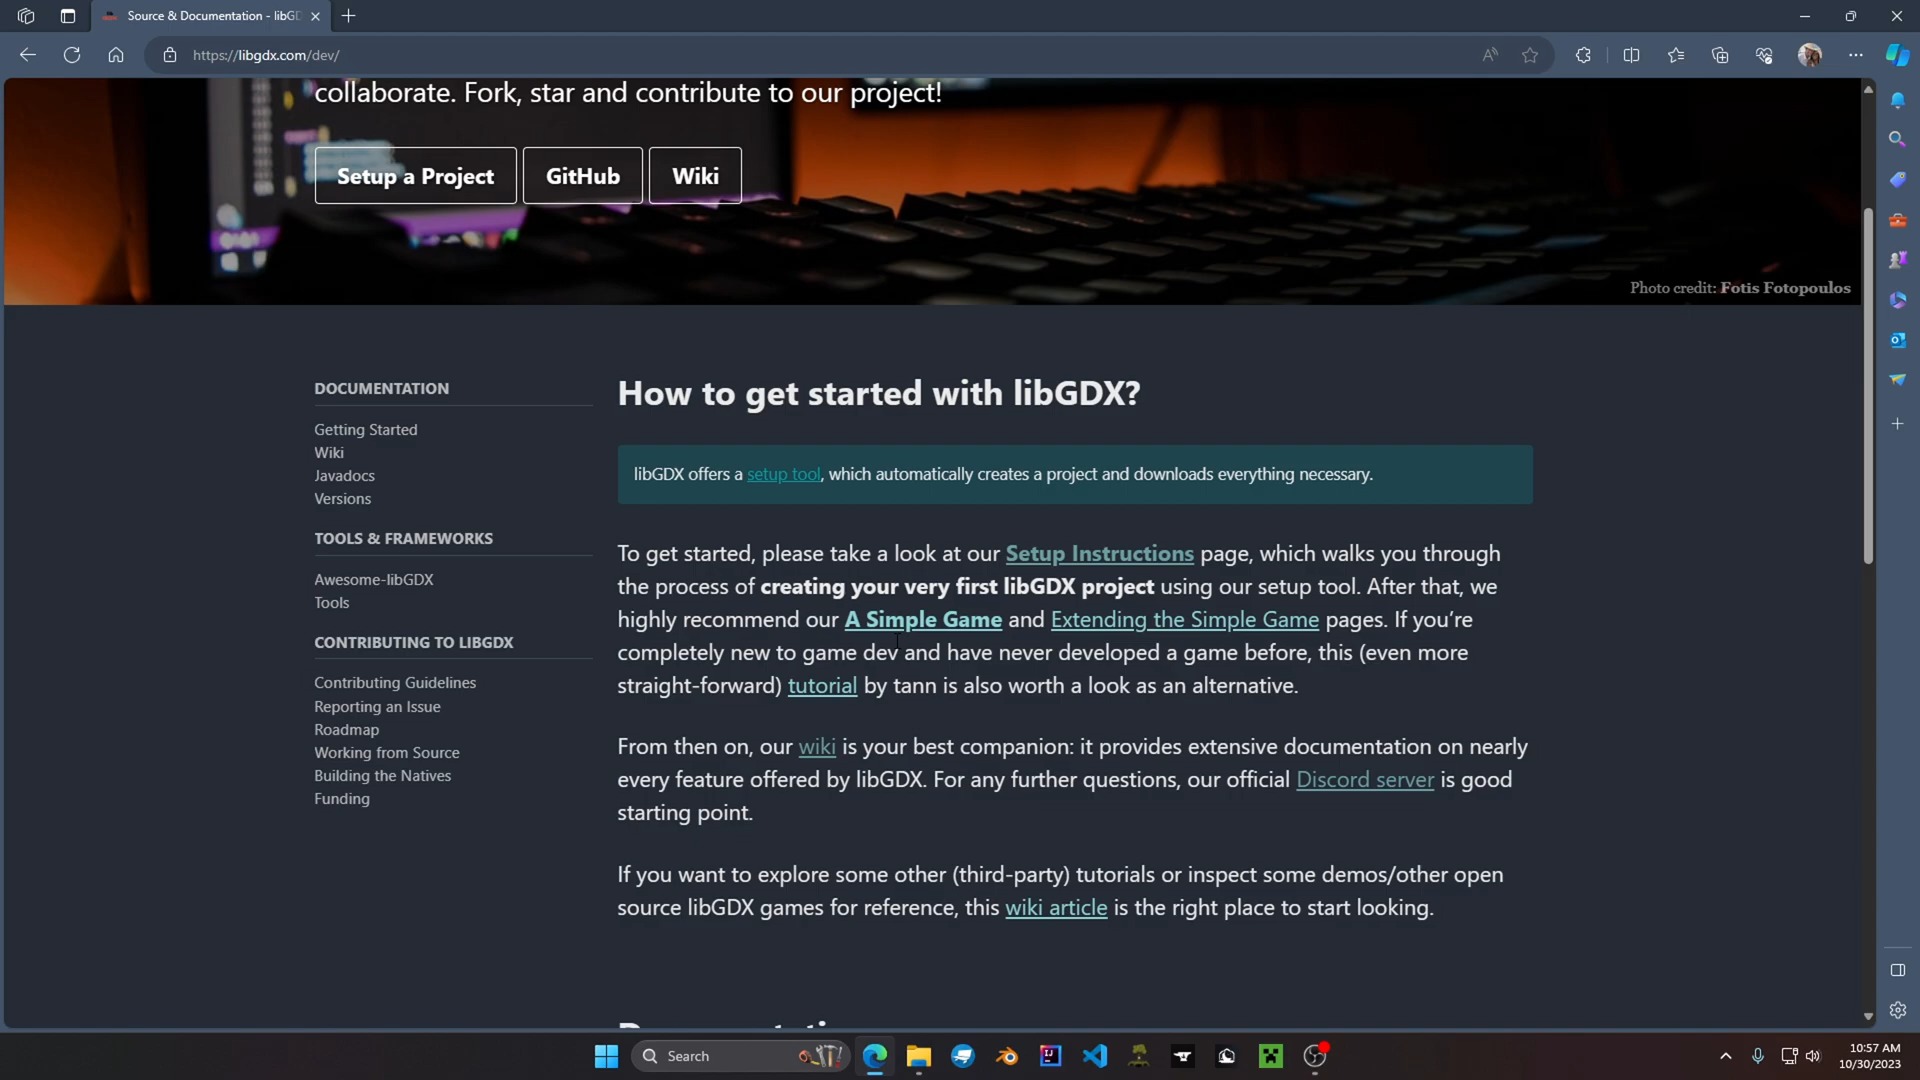 Source & Documentation - libG
https://libgdx.com/dev/
collaborate. Fork, star and contribute to our project!
Setup a Project
GitHub
Wiki
Photo credit: Fotis Fotopoulos
DOCUMENTATION
Getting Started
Wiki
Javadocs
Versions
TOOLS & FRAMEWORKS
Awesome-libGDX
Tools
CONTRIBUTING TO LIBGDX
Contributing Guidelines
Reporting an Issue
Roadmap
Working from Source
Building the Natives
Funding
How to get started with libGDX?
libGDX offers a setup tool, which automatically creates a project and downloads everything necessary.
To get started, please take a look at our Setup Instructions page, which walks you through
the process of creating your very first libGDX project using our setup tool. After that, we
highly recommend our A Simple Game and Extending the Simple Game pages. If you’re
completely new to game dev and have never developed a game before, this (even more
straight-forward) tutorial by tann is also worth a look as an alternative.
From then on, our wiki is your best companion: it provides extensive documentation on nearly
every feature offered by libGDX. For any further questions, our official Discord server is good
starting point.
If you want to explore some other (third-party) tutorials or inspect some demos/other open
source libGDX games for reference, this wiki article is the right place to start looking.
Search
10:57 AM
10/30/2023